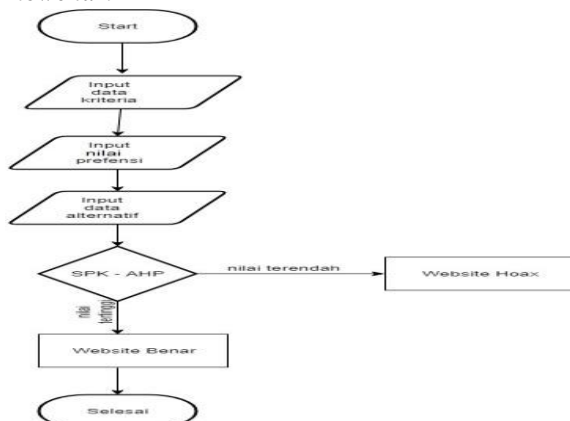 Start
Input
data
kriteria
Input
nilai
prefensi
Input
data
alternatif
SPK - AHP
nilai terendah
Website Hoax
nilai
tertinggi
Website Benar
Selesai